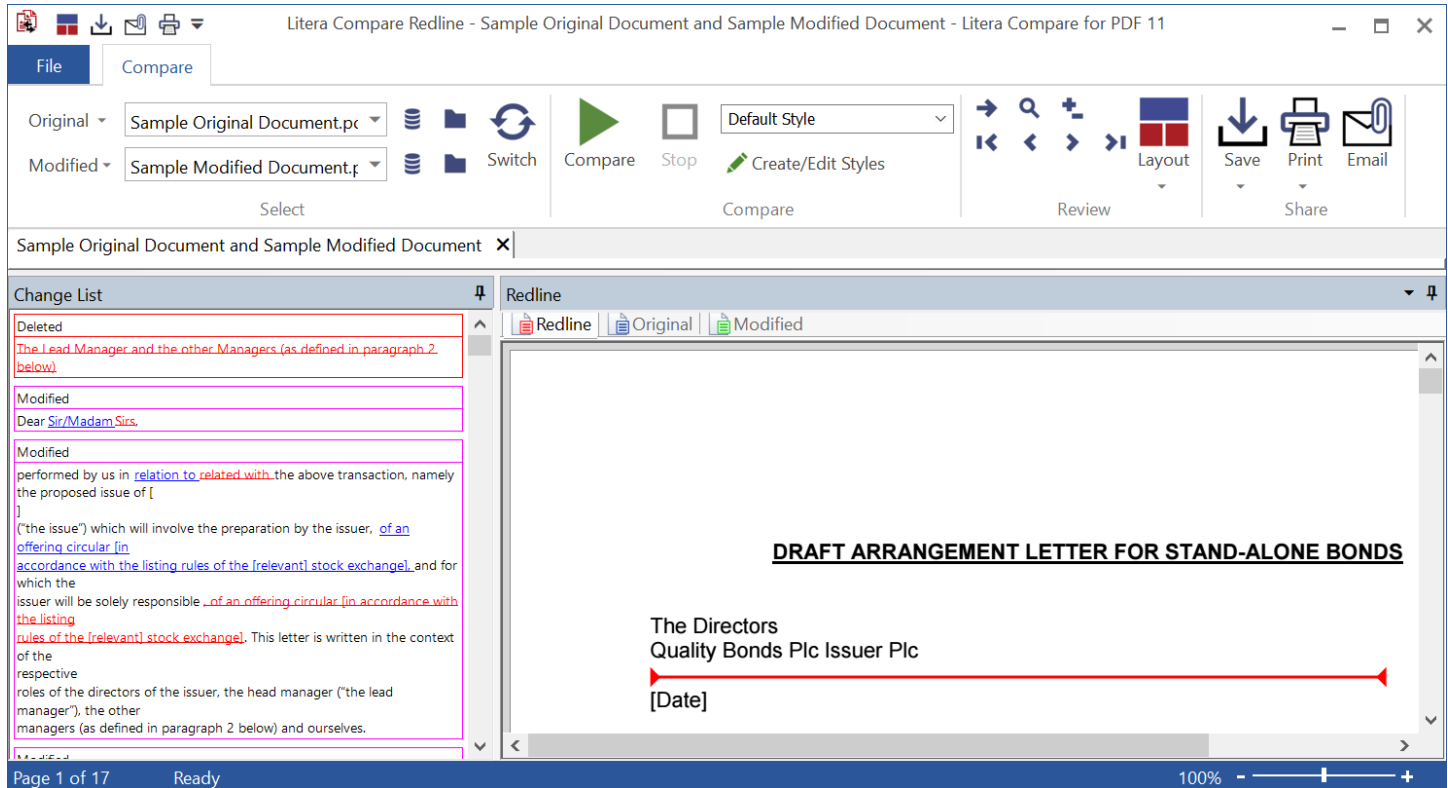 Litera Compare Redline - Sample Original Document and Sample Modified Document - Litera Compare for PDF 11
File Compare
Original Sample Original Document.pc
Modified Sample Modified Document.p
Switch
Compare
Stop
Default Style
Create/Edit Styles
Layout
Save
Print
Email
Select
Compare
Review
Share
Sample Original Document and Sample Modified Document
Change List
Deleted
The Lead Manager and the other Managers (as defined in paragraph 2
below)
Modified
Dear Sir/Madam Sirs,
Modified
performed by us in relation to related with the above transaction, namely
the proposed issue of [
]
("the issue") which will involve the preparation by the issuer, of an
offering circular [in
accordance with the listing rules of the [relevant] stock exchange], and for
which the
issuer will be solely responsible , of an offering circular [in accordance with
the listing
rules of the [relevant] stock exchange]. This letter is written in the context
of the
respective
roles of the directors of the issuer, the head manager ("the lead
manager"), the other
managers (as defined in paragraph 2 below) and ourselves.
Redline
Redline Original Modified
DRAFT ARRANGEMENT LETTER FOR STAND-ALONE BONDS
The Directors
Quality Bonds Plc Issuer Plc
[Date]
Page 1 of 17 Ready 100%